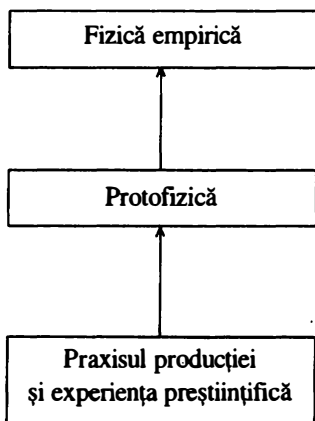 Fizică empirică
Protofizică
Praxisul producției
și experiența preștiințifică